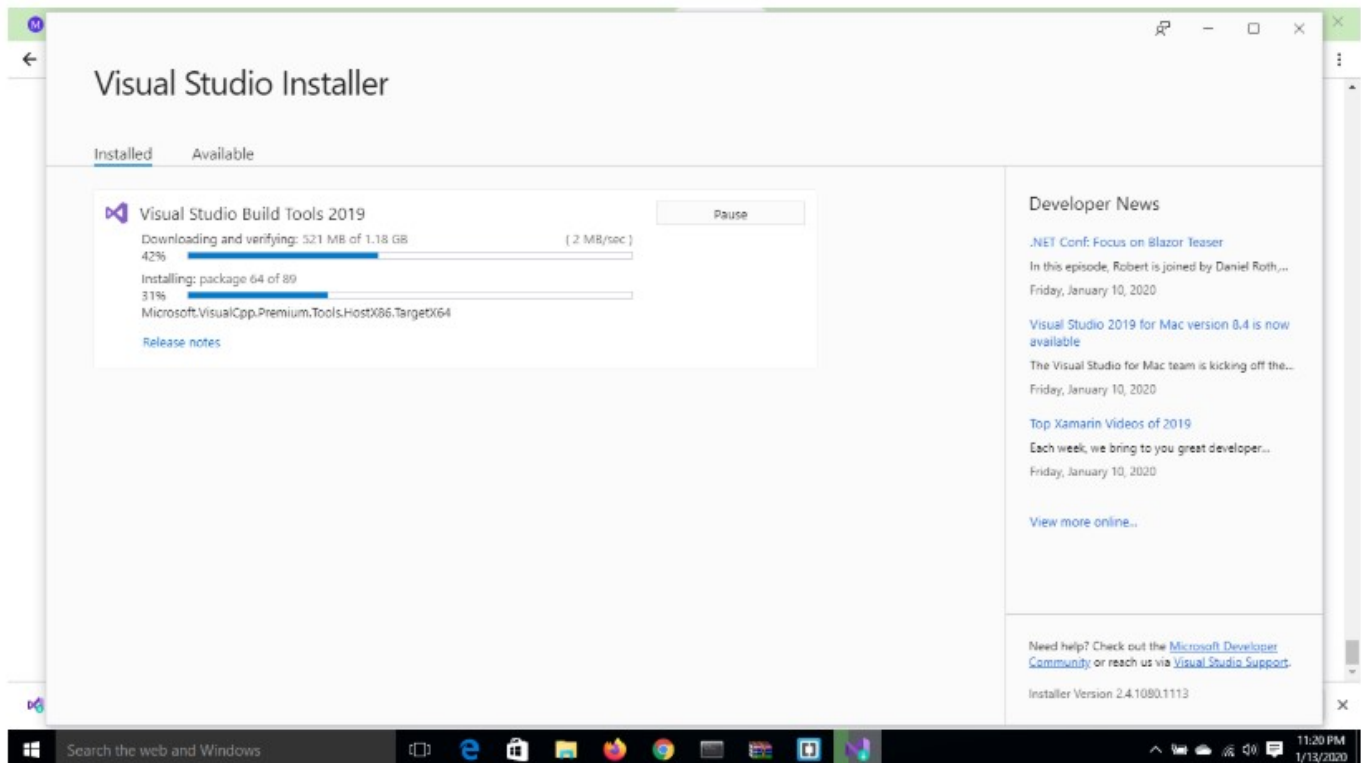 M
Visual Studio Installer
Installed Available
Visual Studio Build Tools 2019
Pause
Downloading and verifying: 521 MB of 1.18 GB ( 2 MB/sec )
42%
Installing: package 64 of 89
31%
Microsoft.VisualCpp.Premium.Tools.HostX86.TargetX64
Release notes
Developer News
.NET Conf: Focus on Blazor Teaser
In this episode, Robert is joined by Daniel Roth,...
Friday, January 10, 2020
Visual Studio 2019 for Mac version 8.4 is now
available
The Visual Studio for Mac team is kicking off the...
Friday, January 10, 2020
Top Xamarin Videos of 2019
Each week, we bring to you great developer...
Friday, January 10, 2020
View more online...
Need help? Check out the Microsoft Developer
Community or reach us via Visual Studio Support.
Installer Version 2.4.1080.1113
Search the web and Windows
11:20 PM
1/13/2020